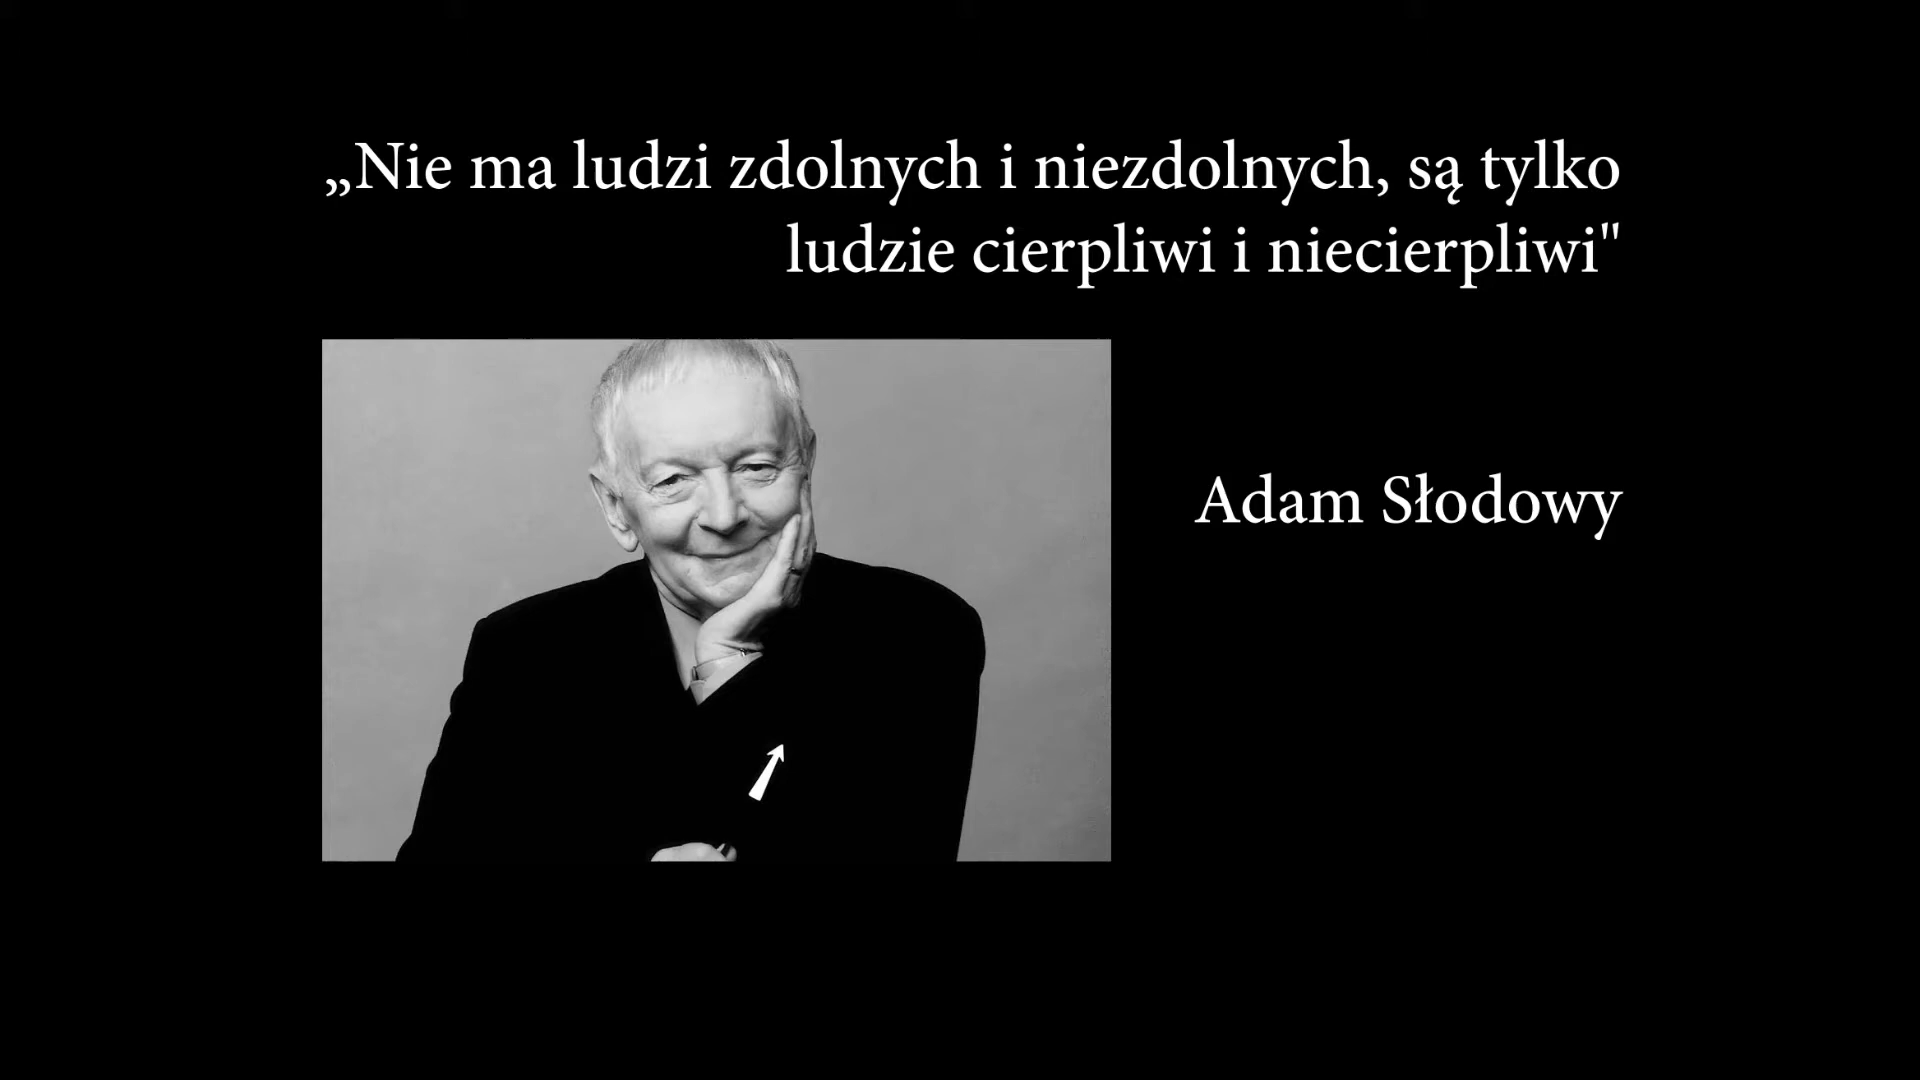 „Nie ma ludzi zdolnych i niezdolnych, są tylko
ludzie cierpliwi i niecierpliwi"
Adam Słodowy